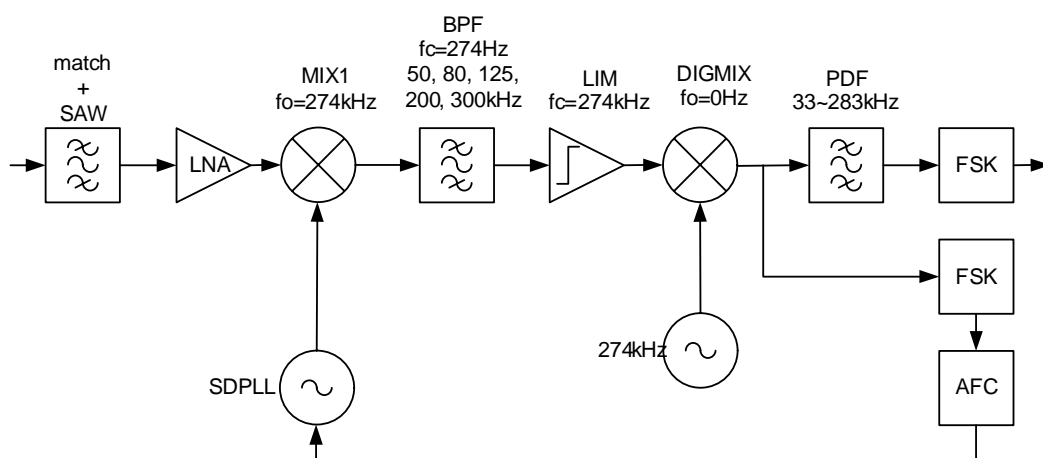 match
+
SAW
LNA
MIX1
fo=274kHz
BPF
fc=274Hz
50, 80, 125,
200, 300kHz
LIM
fc=274kHz
DIGMIX
fo=0Hz
PDF
33~283kHz
FSK
FSK
274kHz
SDPLL
AFC